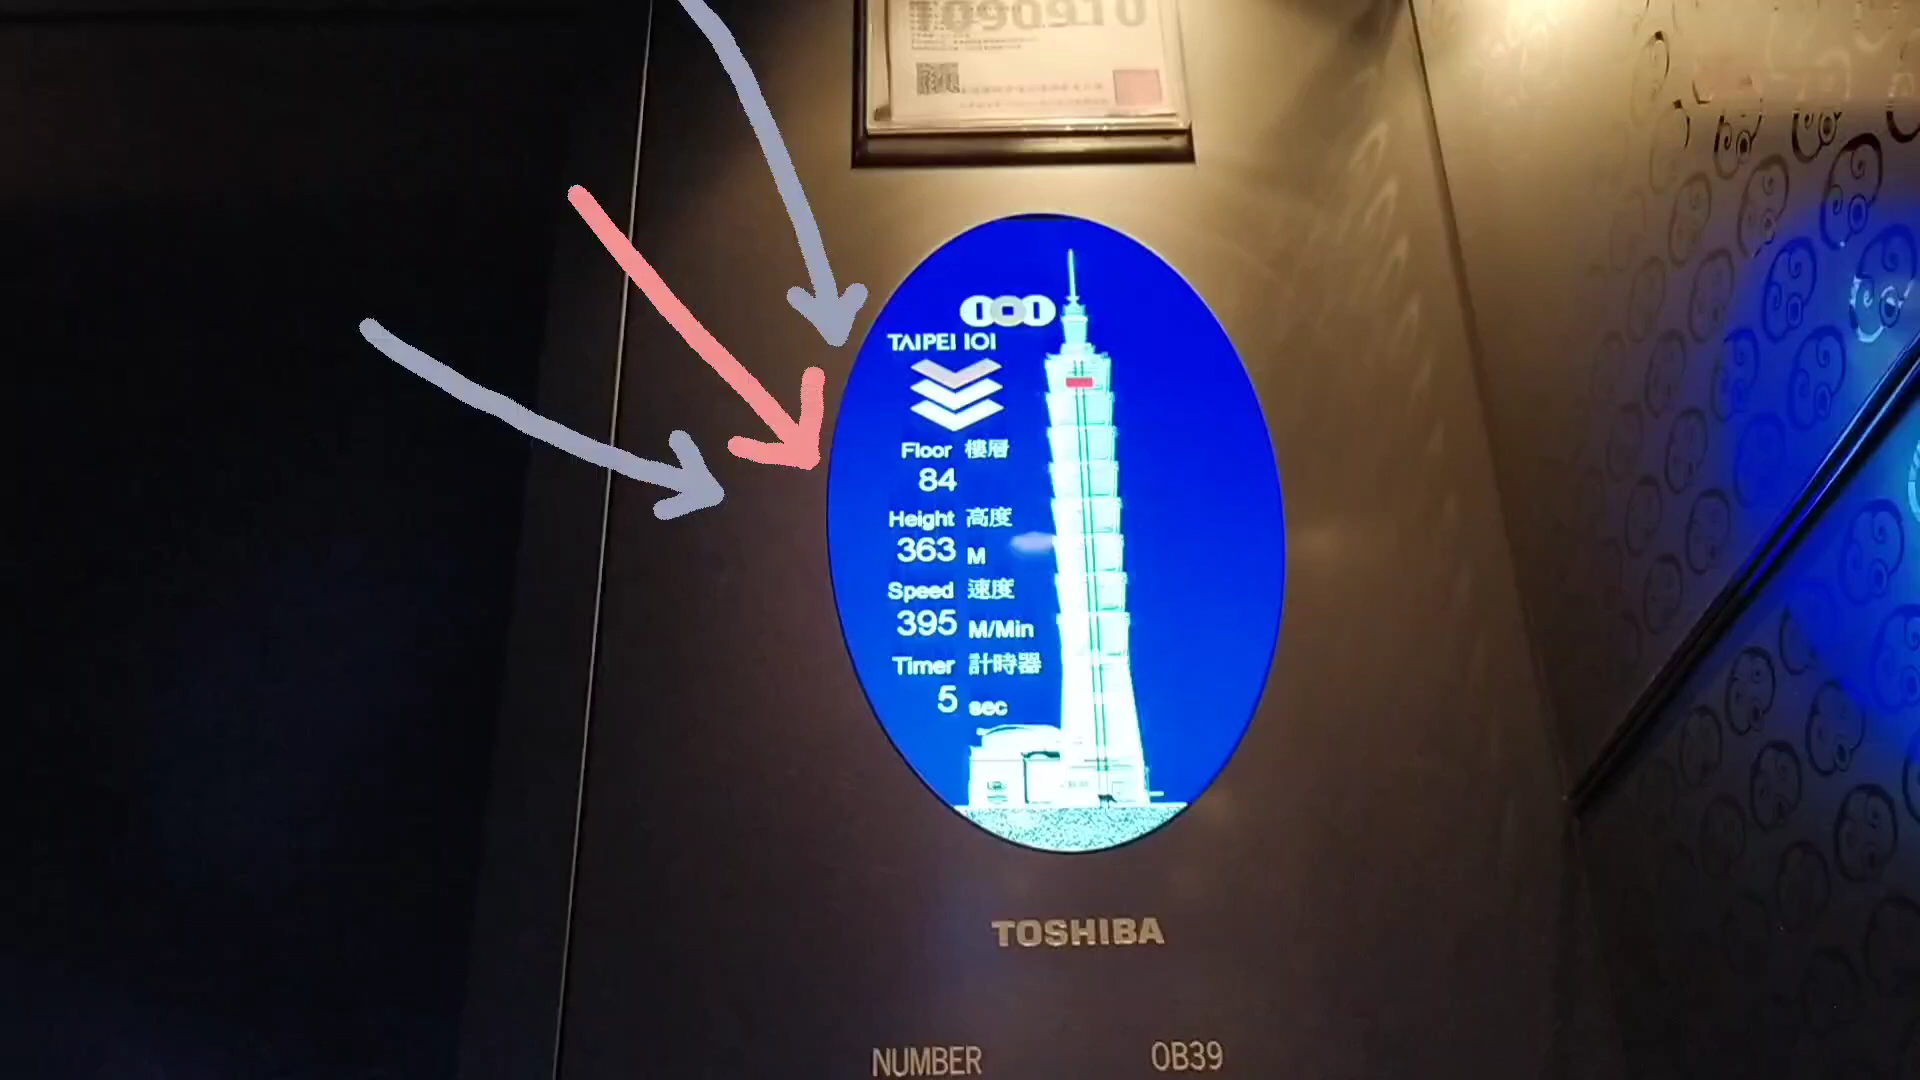 TAIPEI 101
Floor 樓層
84
Height 高度
363 M
Speed 速度
395 M/Min
Timer 計時器
5 sec
TOSHIBA
NUMBER OB39